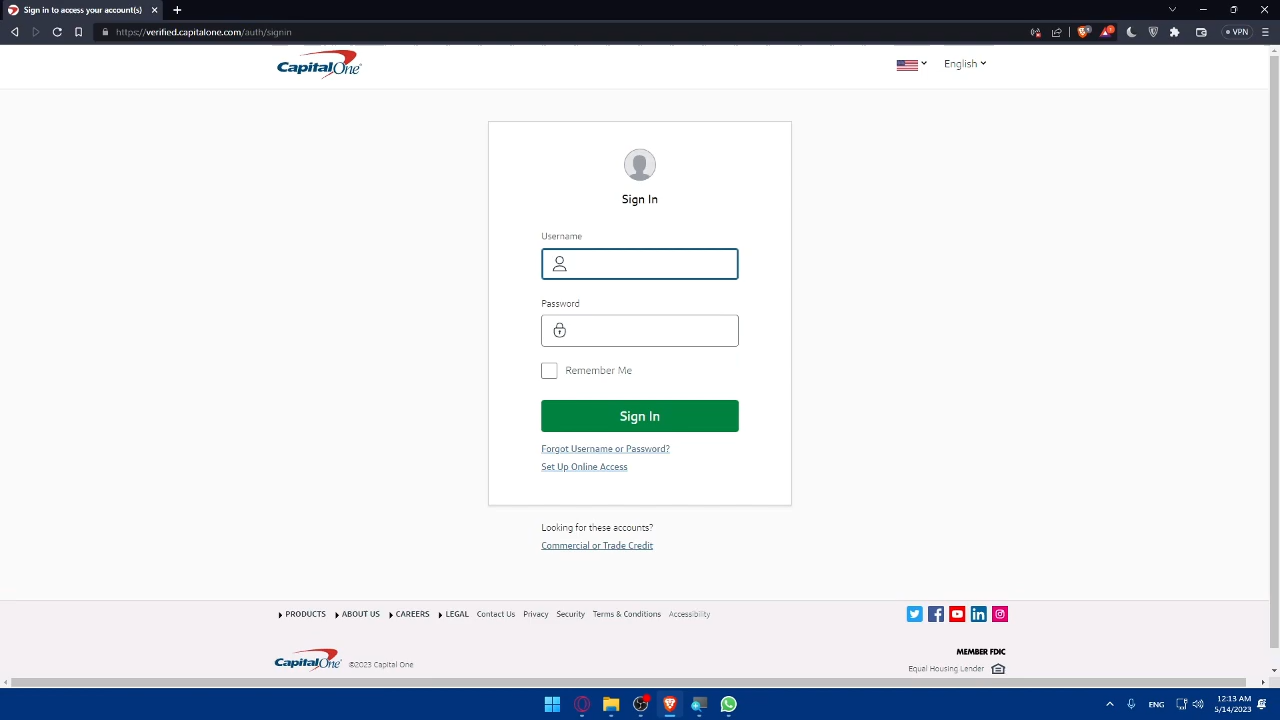 Sign in to access your account(s)
https://verified.capitalone.com/auth/signin
VPN
Capital One
English
Sign In
Username
Password
Remember Me
Sign In
Forgot Username or Password?
Set Up Online Access
Looking for these accounts?
Commercial or Trade Credit
PRODUCTS ABOUT US CAREERS LEGAL Contact Us Privacy Security Terms & Conditions Accessibility
MEMBER FDIC
Capital One ©2023 Capital One
Equal Housing Lender
ENG
12:13 AM
5/14/2023